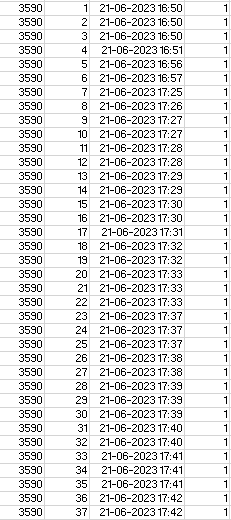 3590 1 21-06-2023 16:50 1
3590 2 21-06-2023 16:50 1
3590 3 21-06-2023 16:50 1
3590 4 21-06-2023 16:51 1
3590 5 21-06-2023 16:56 1
3590 6 21-06-2023 16:57 1
3590 7 21-06-2023 17:25 1
3590 8 21-06-2023 17:26 1
3590 9 21-06-2023 17:27 1
3590 10 21-06-2023 17:27 1
3590 11 21-06-2023 17:28 1
3590 12 21-06-2023 17:28 1
3590 13 21-06-2023 17:29 1
3590 14 21-06-2023 17:29 1
3590 15 21-06-2023 17:30 1
3590 16 21-06-2023 17:30 1
3590 17 21-06-2023 17:31 1
3590 18 21-06-2023 17:32 1
3590 19 21-06-2023 17:32 1
3590 20 21-06-2023 17:33 1
3590 21 21-06-2023 17:33 1
3590 22 21-06-2023 17:33 1
3590 23 21-06-2023 17:37 1
3590 24 21-06-2023 17:37 1
3590 25 21-06-2023 17:37 1
3590 26 21-06-2023 17:38 1
3590 27 21-06-2023 17:38 1
3590 28 21-06-2023 17:39 1
3590 29 21-06-2023 17:39 1
3590 30 21-06-2023 17:39 1
3590 31 21-06-2023 17:40 1
3590 32 21-06-2023 17:40 1
3590 33 21-06-2023 17:41 1
3590 34 21-06-2023 17:41 1
3590 35 21-06-2023 17:41 1
3590 36 21-06-2023 17:42 1
3590 37 21-06-2023 17:42 1